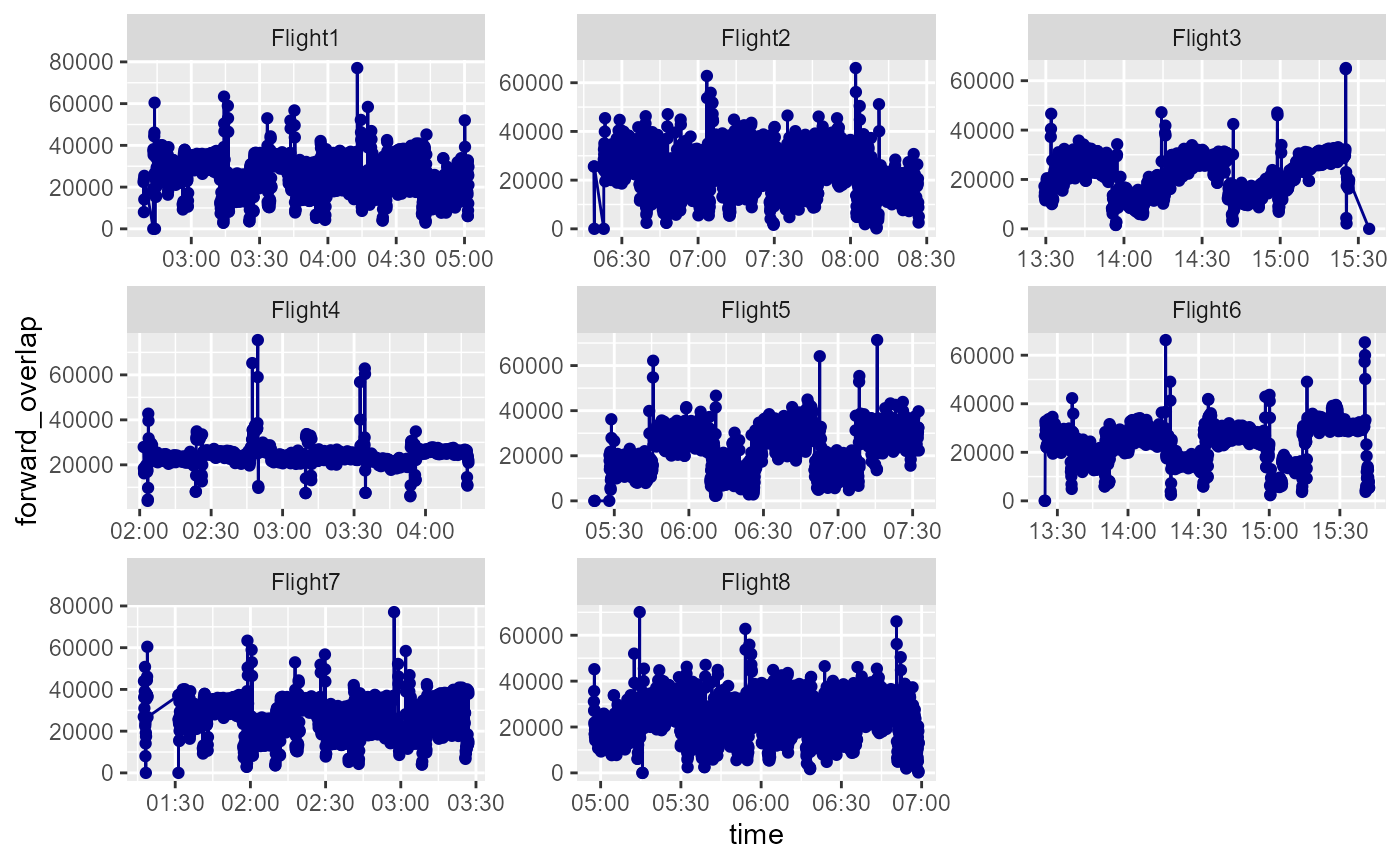 Flight1 Flight2 Flight3
80000
60000
40000
20000
0
60000
40000
20000
0
60000
40000
20000
0
03:00 03:30 04:00 04:30 05:00
06:30 07:00 07:30 08:00 08:30
13:30 14:00 14:30 15:00 15:30
Flight4 Flight5 Flight6
60000
40000
20000
60000
40000
20000
0
60000
40000
20000
0
02:00 02:30 03:00 03:30 04:00
05:30 06:00 06:30 07:00 07:30
13:30 14:00 14:30 15:00 15:30
Flight7 Flight8
80000
60000
40000
20000
0
60000
40000
20000
0
01:30 02:00 02:30 03:00 03:30
05:00 05:30 06:00 06:30 07:00
forward_overlap
time